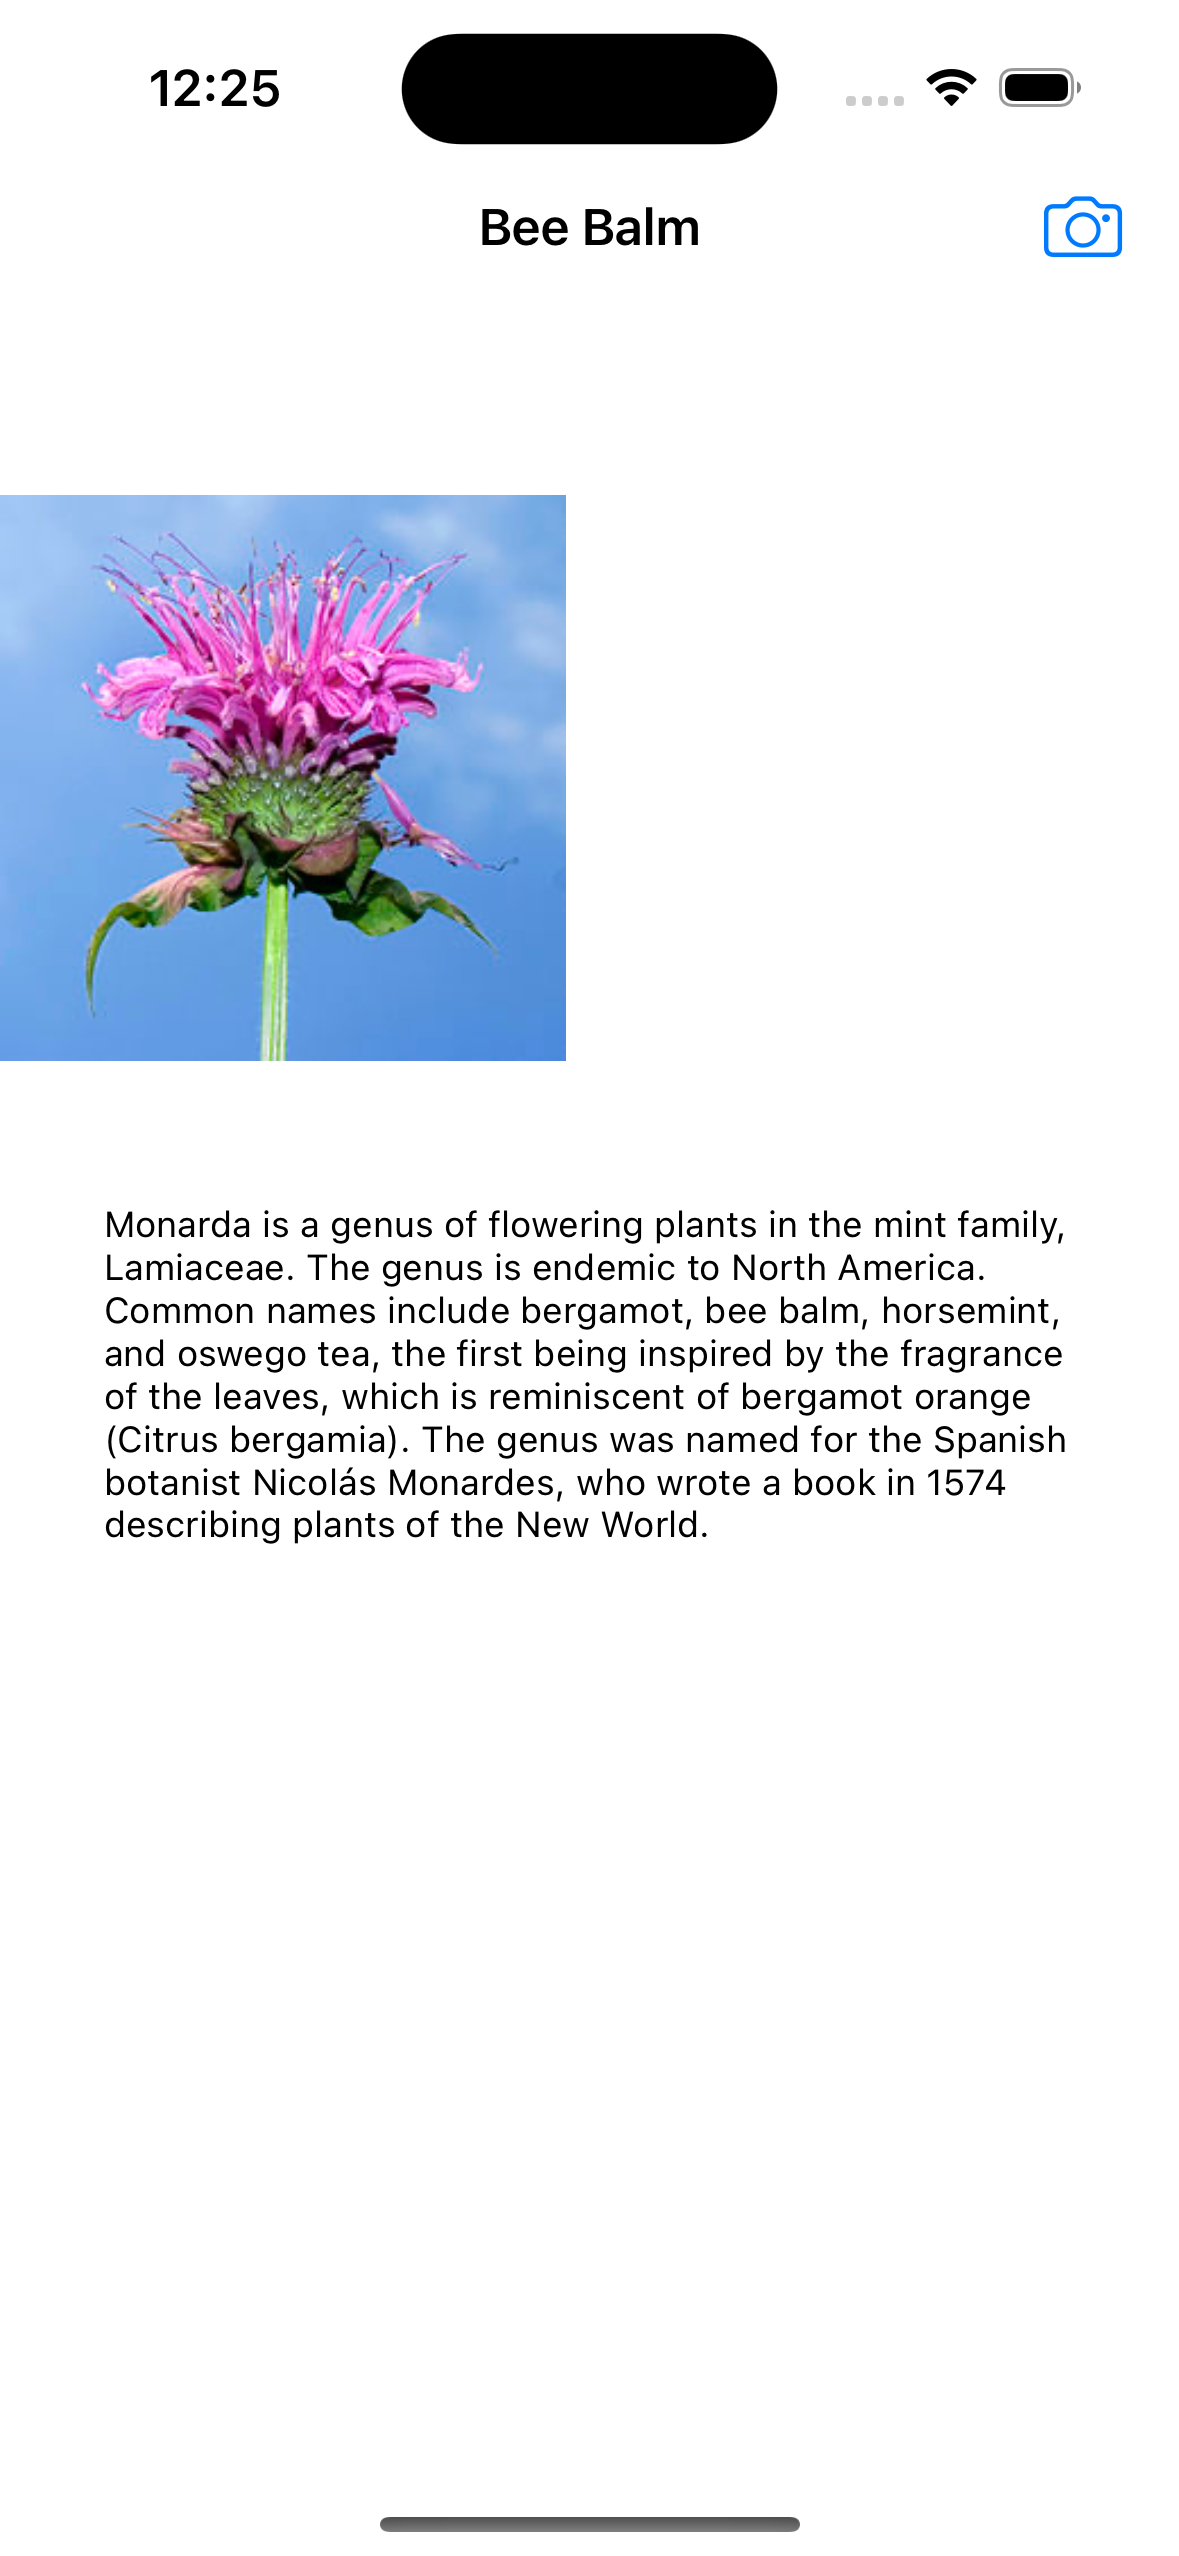 12:25
Bee Balm
Monarda is a genus of flowering plants in the mint family,
Lamiaceae. The genus is endemic to North America.
Common names include bergamot, bee balm, horsemint,
and oswego tea, the first being inspired by the fragrance
of the leaves, which is reminiscent of bergamot orange
(Citrus bergamia). The genus was named for the Spanish
botanist Nicolás Monardes, who wrote a book in 1574
describing plants of the New World.